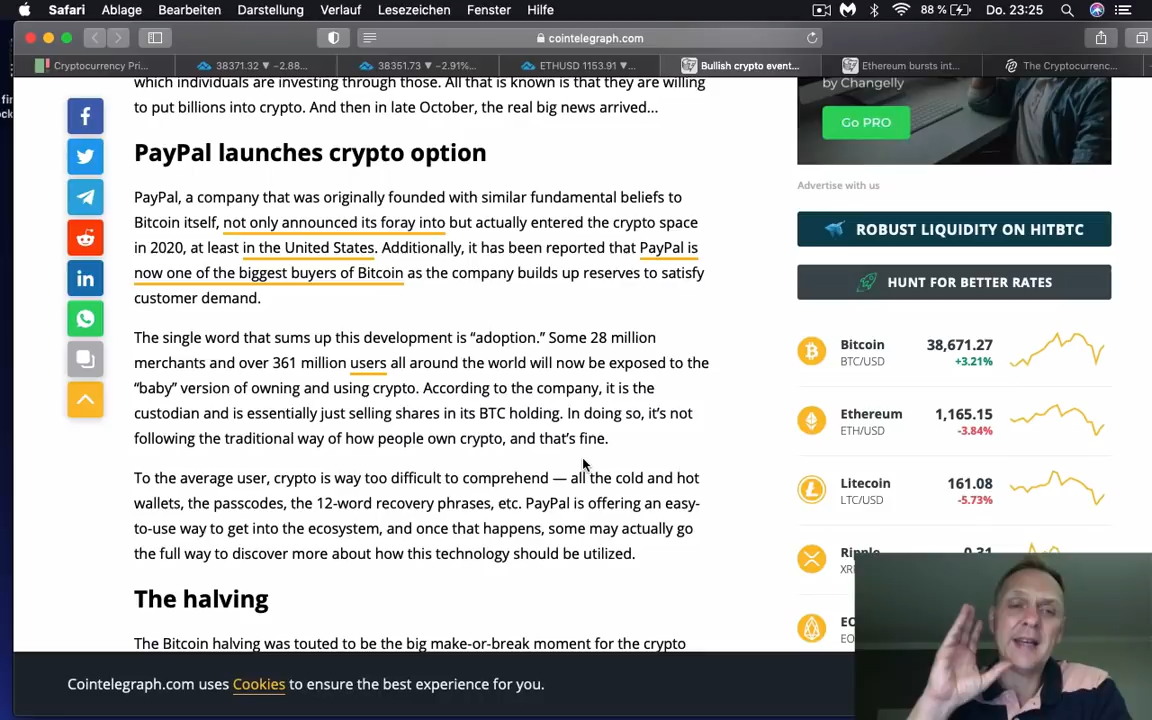 Safari Ablage Bearbeiten Darstellung Verlauf Lesezeichen Fenster Hilfe 88 % Do. 23:25
cointelegraph.com
Cryptocurrency Pri... 38371.32 ▼ −2.88... 38351.73 ▼ −2.91%... ETHUSD 1153.91 ▼... Bullish crypto event... Ethereum bursts int... The Cryptocurrenc...
which individuals are investing through those. All that is known is that they are willing
to put billions into crypto. And then in late October, the real big news arrived…
PayPal launches crypto option
PayPal, a company that was originally founded with similar fundamental beliefs to
Bitcoin itself, not only announced its foray into but actually entered the crypto space
in 2020, at least in the United States. Additionally, it has been reported that PayPal is
now one of the biggest buyers of Bitcoin as the company builds up reserves to satisfy
customer demand.
The single word that sums up this development is “adoption.” Some 28 million
merchants and over 361 million users all around the world will now be exposed to the
“baby” version of owning and using crypto. According to the company, it is the
custodian and is essentially just selling shares in its BTC holding. In doing so, it’s not
following the traditional way of how people own crypto, and that’s fine.
To the average user, crypto is way too difficult to comprehend — all the cold and hot
wallets, the passcodes, the 12-word recovery phrases, etc. PayPal is offering an easy-
to-use way to get into the ecosystem, and once that happens, some may actually go
the full way to discover more about how this technology should be utilized.
The halving
The Bitcoin halving was touted to be the big make-or-break moment for the crypto
by Changelly
Go PRO
Advertise with us
ROBUST LIQUIDITY ON HITBTC
HUNT FOR BETTER RATES
Bitcoin 38,671.27
BTC/USD +3.21%
Ethereum 1,165.15
ETH/USD -3.84%
Litecoin 161.08
LTC/USD -5.73%
Ripple 0.31
XR
EO
EO
Cointelegraph.com uses Cookies to ensure the best experience for you.